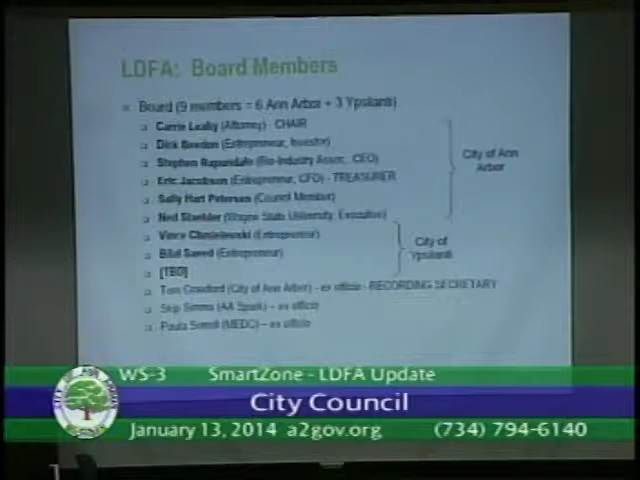 LDFA: Board Members
Board (9 members = 6 Ann Arbor + 3 Ypsilanti)
Carrie Leahy (Attorney) - CHAIR
(Entrepreneur, Investor)
Stephen Rapundalo (Bio-Industry Assoc., CEO)
Eric Jacobson (Entrepreneur, CFO) - TREASURER
Sally Hart Petersen (Council Member)
City of Ann
Arbor
Ned Staebler (Wayne State University, Executive)
Vince Chmielewski (Entrepreneur)
Bilal Saeed (Entrepreneur)
City of
Ypsilanti
[TBD]
Tom Crawford (City of Ann Arbor) - ex officio - RECORDING SECRETARY
Skip Simms (AA Spark) – ex officio
Paula (MEDC) – ex officio
WS-3 SmartZone - LDFA Update
City Council
January 13, 2014 a2gov.org (734) 794-6140